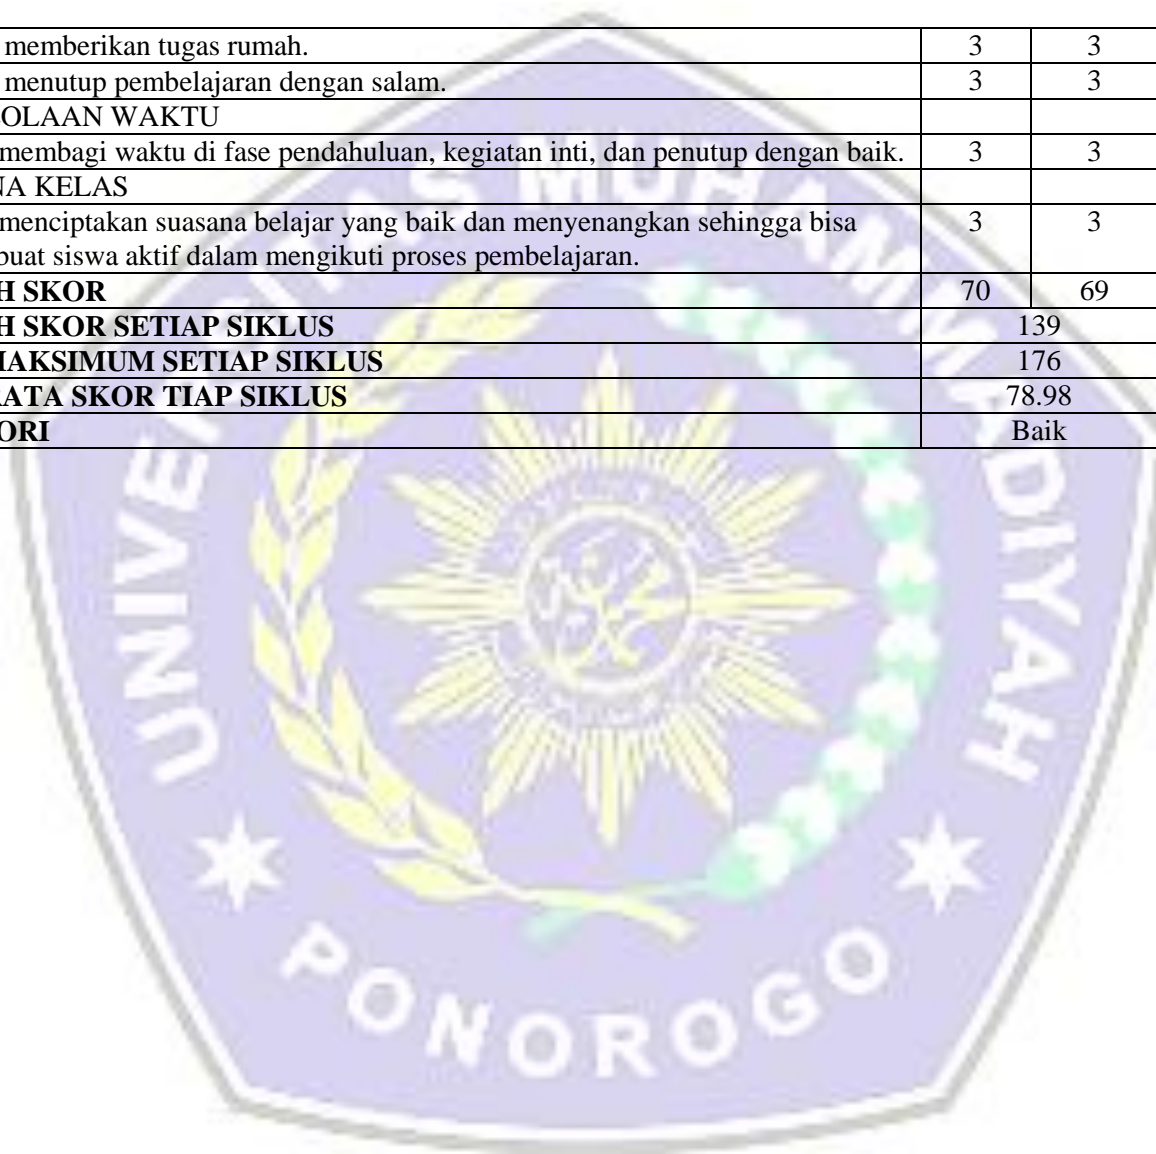 memberikan tugas rumah. 3 3
menutup pembelajaran dengan salam. 3 3
OLAAN WAKTU
membagi waktu di fase pendahuluan, kegiatan inti, dan penutup dengan baik. 3 3
NA KELAS
menciptakan suasana belajar yang baik dan menyenangkan sehingga bisa 3 3
buat siswa aktif dalam mengikuti proses pembelajaran.
H SKOR 70 69
H SKOR SETIAP SIKLUS 139
MAKSIMUM SETIAP SIKLUS 176
RATA SKOR TIAP SIKLUS 78.98
ORI Baik
UNIVERSITAS MUHAMMADIYAH
PONOROGO